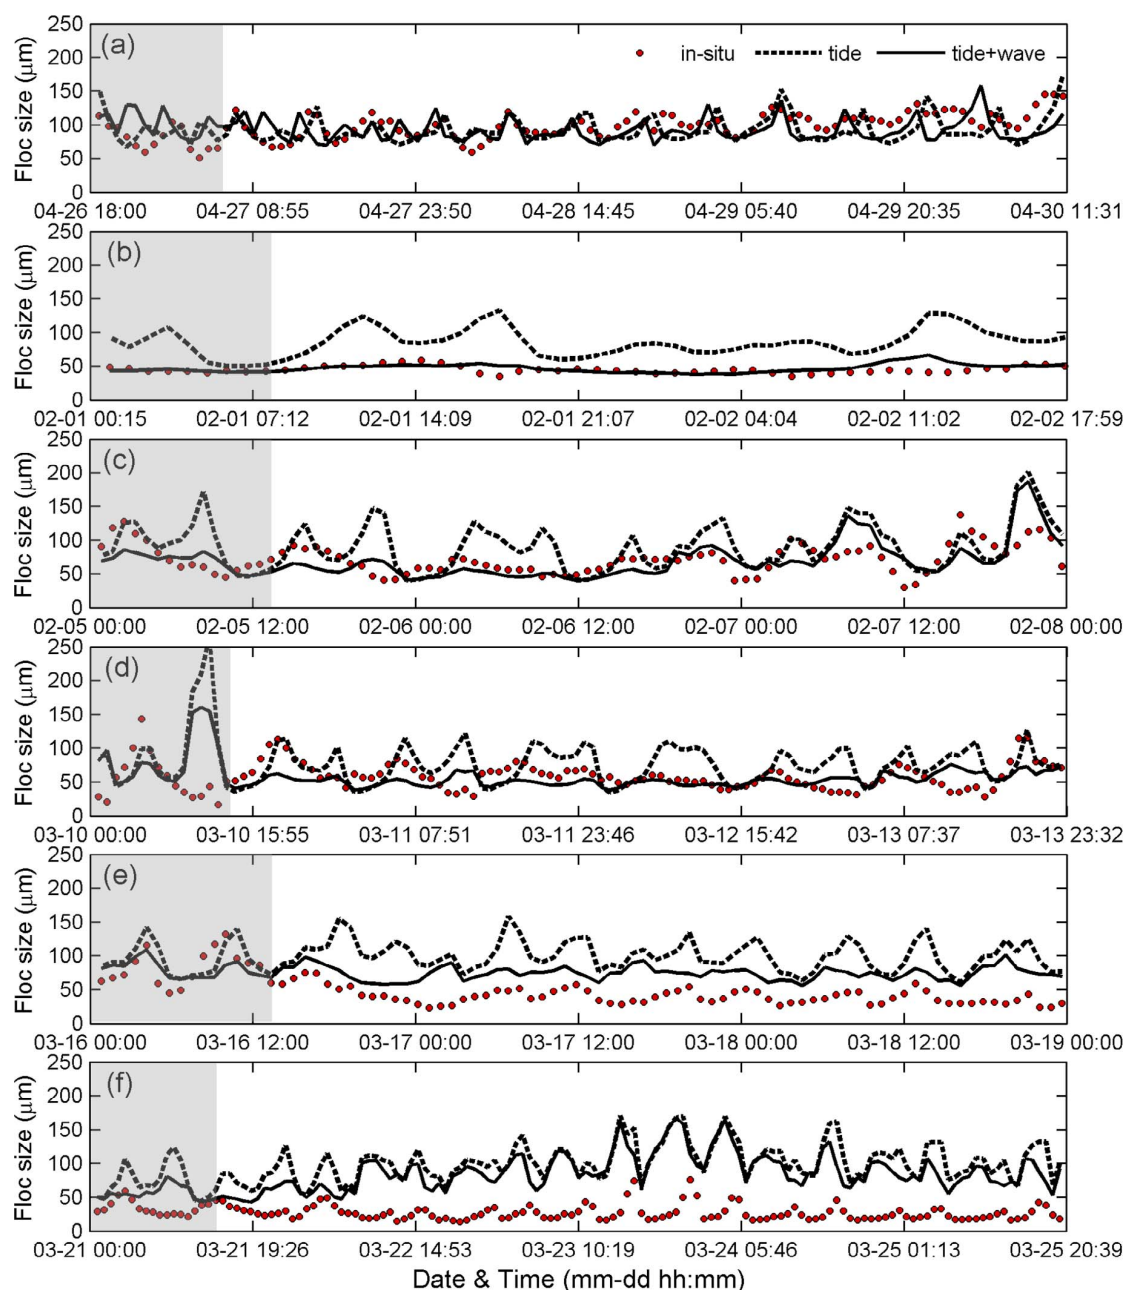 250
(a)
in-situ
tide
tide+wave
200
150
100
50
0
Floc size (μm)
04-26 18:00 04-27 08:55 04-27 23:50 04-28 14:45 04-29 05:40 04-29 20:35 04-30 11:31
250
(b)
200
150
100
50
0
Floc size (μm)
02-01 00:15 02-01 07:12 02-01 14:09 02-01 21:07 02-02 04:04 02-02 11:02 02-02 17:59
250
(c)
200
150
100
50
0
Floc size (μm)
02-05 00:00 02-05 12:00 02-06 00:00 02-06 12:00 02-07 00:00 02-07 12:00 02-08 00:00
250
(d)
200
150
100
50
0
Floc size (μm)
03-10 00:00 03-10 15:55 03-11 07:51 03-11 23:46 03-12 15:42 03-13 07:37 03-13 23:32
250
(e)
200
150
100
50
0
Floc size (μm)
03-16 00:00 03-16 12:00 03-17 00:00 03-17 12:00 03-18 00:00 03-18 12:00 03-19 00:00
250
(f)
200
150
100
50
0
Floc size (μm)
03-21 00:00 03-21 19:26 03-22 14:53 03-23 10:19 03-24 05:46 03-25 01:13 03-25 20:39
Date & Time (mm-dd hh:mm)